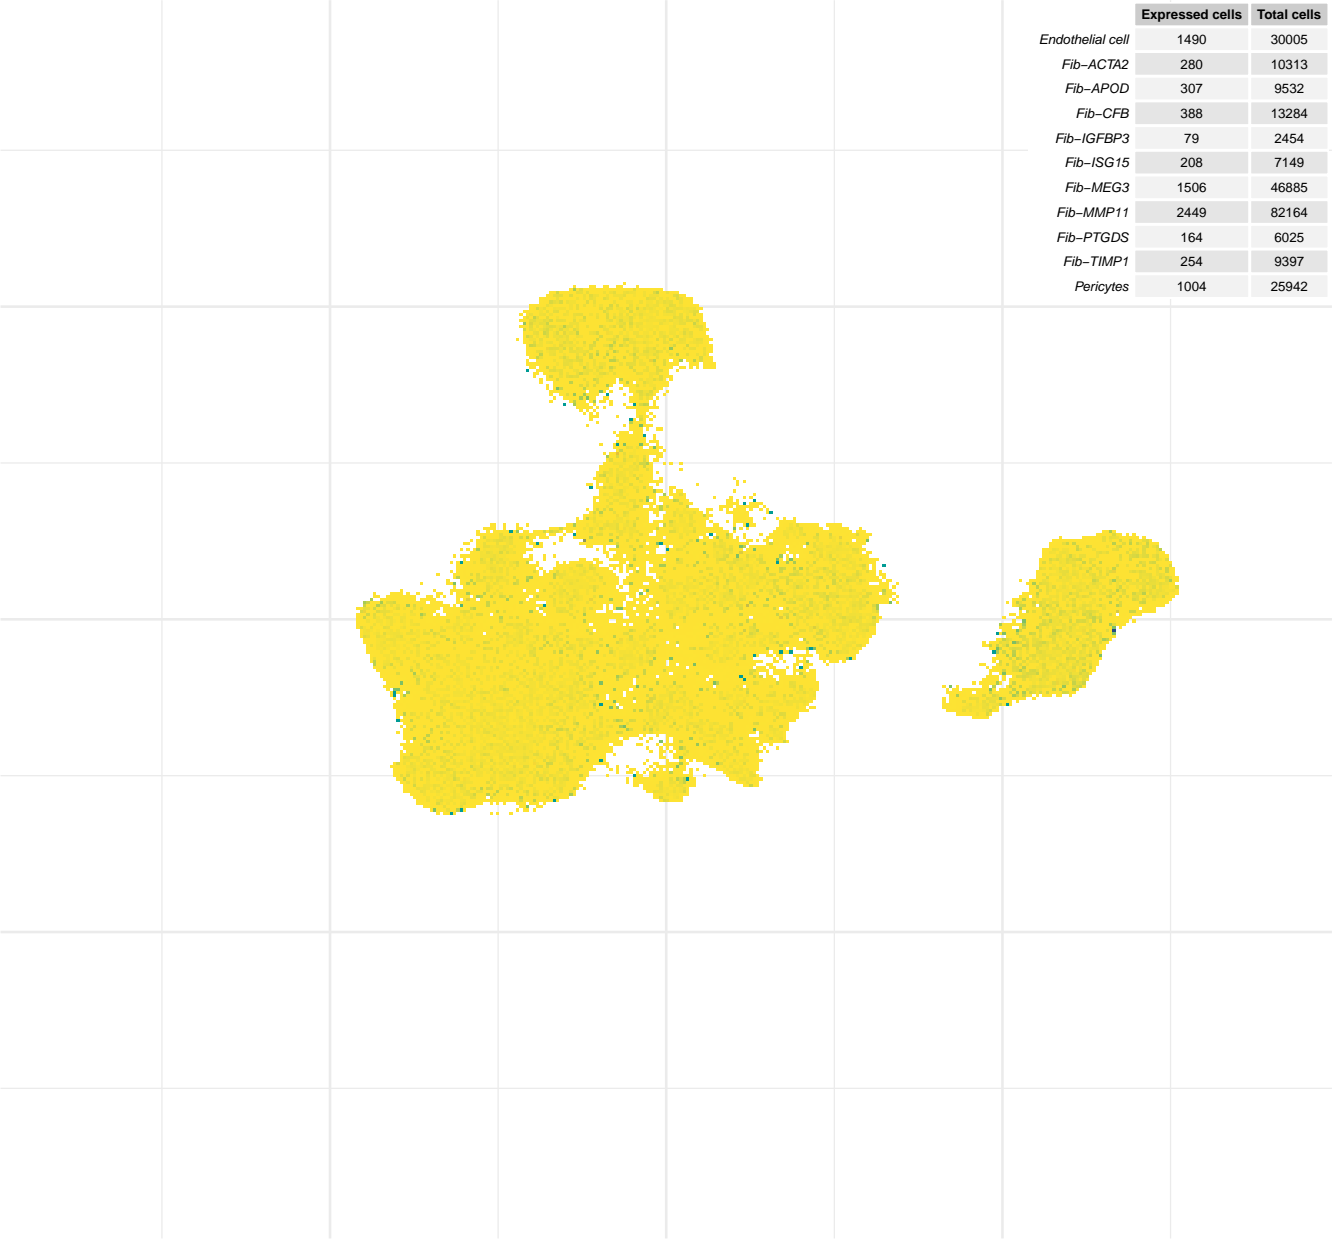 Expressed cells Total cells
Endothelial cell 1490 30005
Fib−ACTA2 280 10313
Fib−APOD 307 9532
Fib−CFB 388 13284
Fib−IGFBP3 79 2454
Fib−ISG15 208 7149
Fib−MEG3 1506 46885
Fib−MMP11 2449 82164
Fib−PTGDS 164 6025
Fib−TIMP1 254 9397
Pericytes 1004 25942